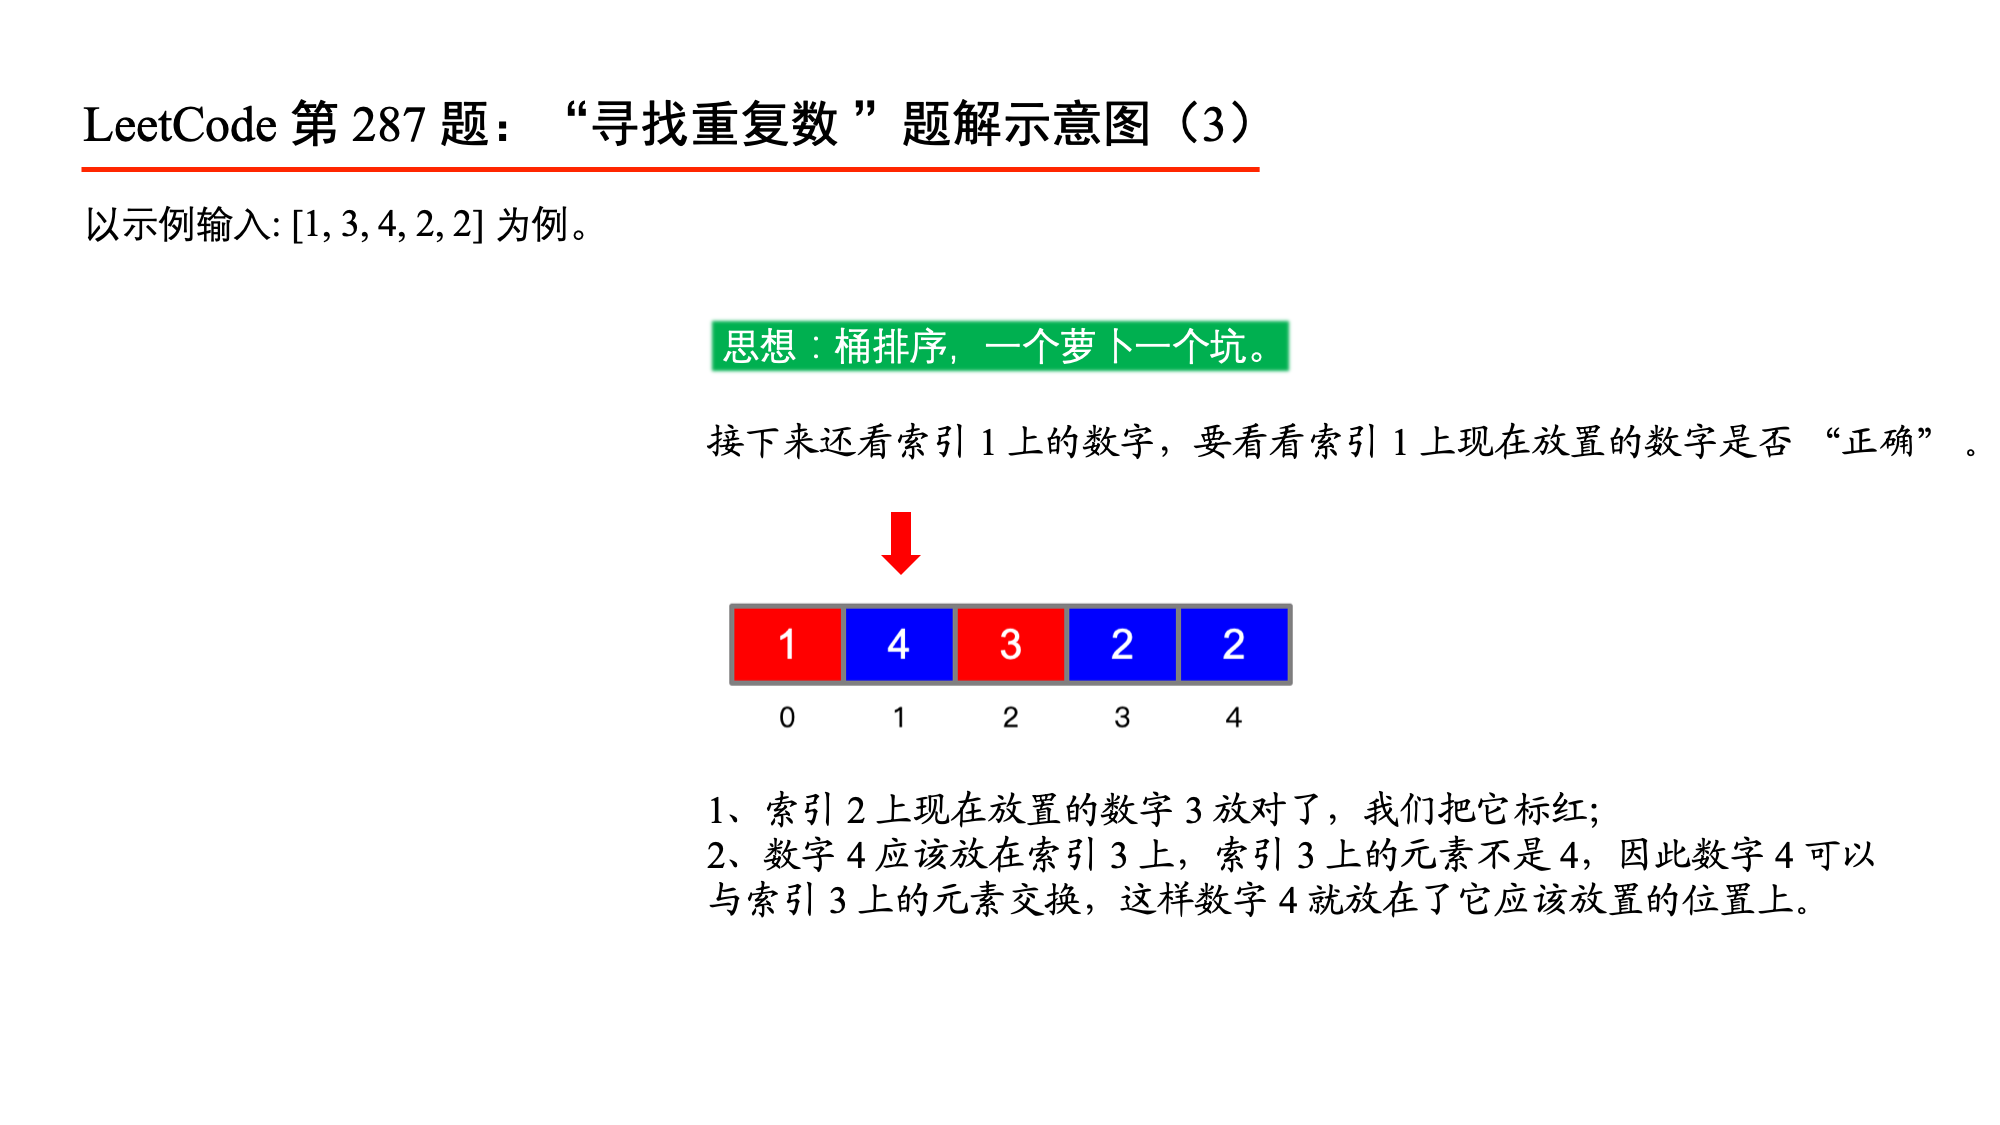 LeetCode 第 287 题：“寻找重复数 ”题解示意图（3）
以示例输入: [1, 3, 4, 2, 2] 为例。
思想：桶排序，一个萝卜一个坑。
接下来还看索引 1 上的数字，要看看索引 1 上现在放置的数字是否 “正确” 。
1 4 3 2 2
0 1 2 3 4
1、索引 2 上现在放置的数字 3 放对了，我们把它标红；
2、数字 4 应该放在索引 3 上，索引 3 上的元素不是 4，因此数字 4 可以
与索引 3 上的元素交换，这样数字 4 就放在了它应该放置的位置上。